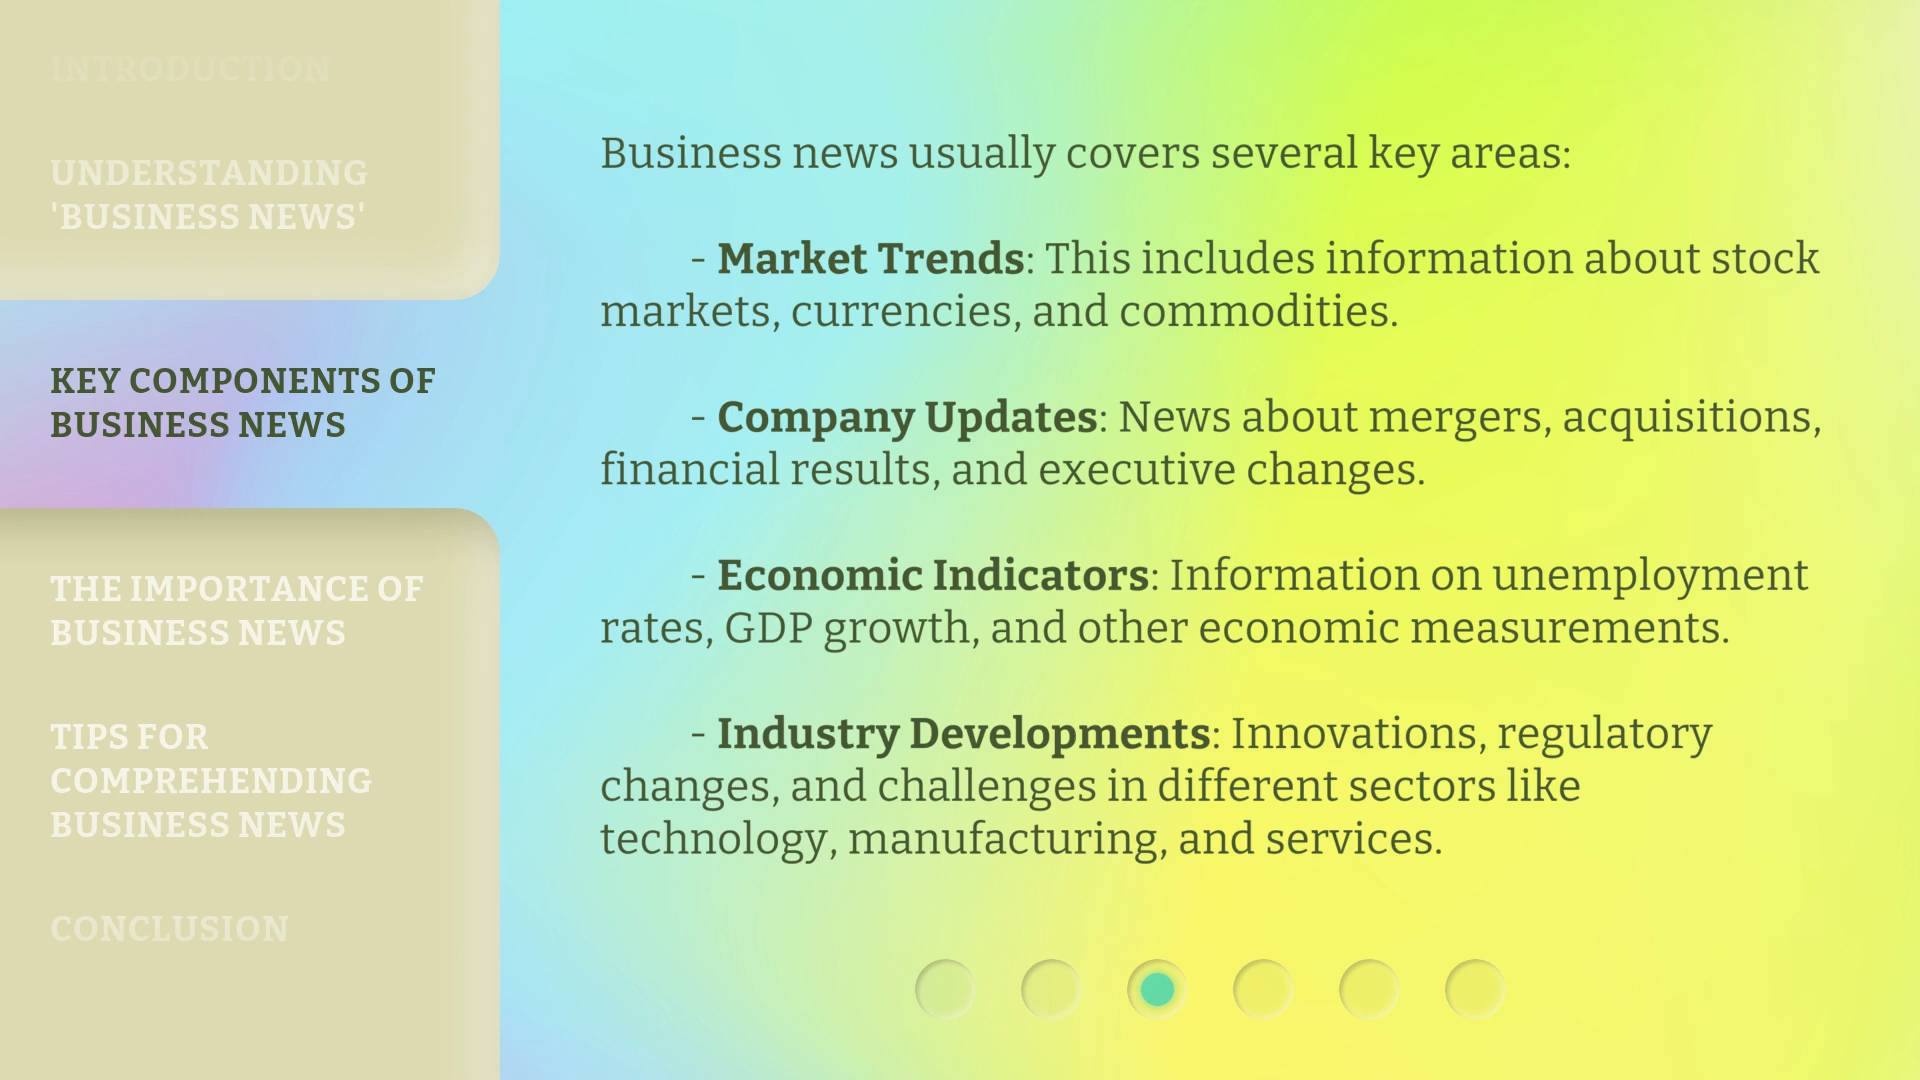 INTRODUCTION
UNDERSTANDING
'BUSINESS NEWS'
KEY COMPONENTS OF
BUSINESS NEWS
THE IMPORTANCE OF
BUSINESS NEWS
TIPS FOR
COMPREHENDING
BUSINESS NEWS
CONCLUSION
Business news usually covers several key areas:
- Market Trends: This includes information about stock
markets, currencies, and commodities.
- Company Updates: News about mergers, acquisitions,
financial results, and executive changes.
- Economic Indicators: Information on unemployment
rates, GDP growth, and other economic measurements.
- Industry Developments: Innovations, regulatory
changes, and challenges in different sectors like
technology, manufacturing, and services.